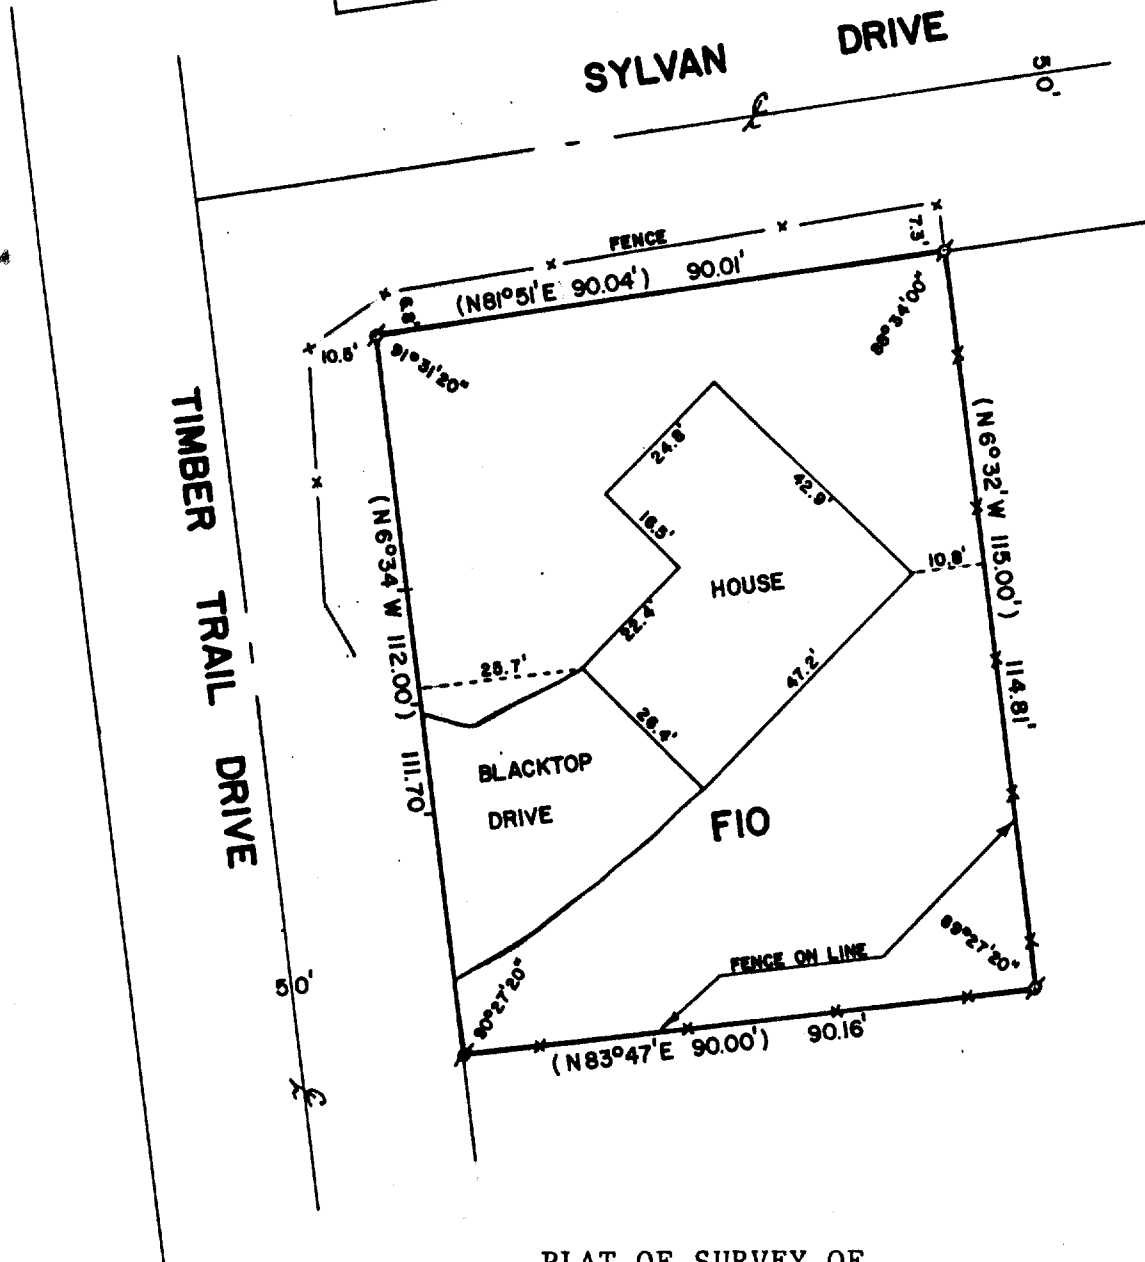 SYLVAN DRIVE
50'
FENCE
7.3'
(N81°51'E 90.04') 90.01'
6.8'
10.5'
91°31'20"
88°34'00"
TIMBER TRAIL DRIVE
24.8'
42.9'
16.5'
(N6°32'W 115.00') 114.81'
10.8'
HOUSE
(N6°34'W 112.00') 111.70'
22.4'
25.7'
47.2'
BLACKTOP
DRIVE
F10
FENCE ON LINE
89°27'20"
90°27'20"
50'
(N83°47'E 90.00') 90.16'
PLAT OF SURVEY OF